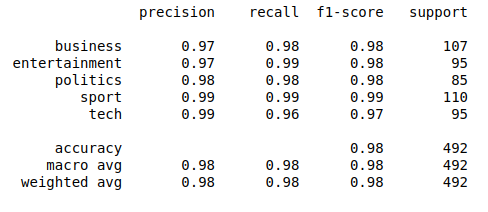 precision recall f1-score support
business 0.97 0.98 0.98 107
entertainment 0.97 0.99 0.98 95
politics 0.98 0.98 0.98 85
sport 0.99 0.99 0.99 110
tech 0.99 0.96 0.97 95
accuracy 0.98 492
macro avg 0.98 0.98 0.98 492
weighted avg 0.98 0.98 0.98 492